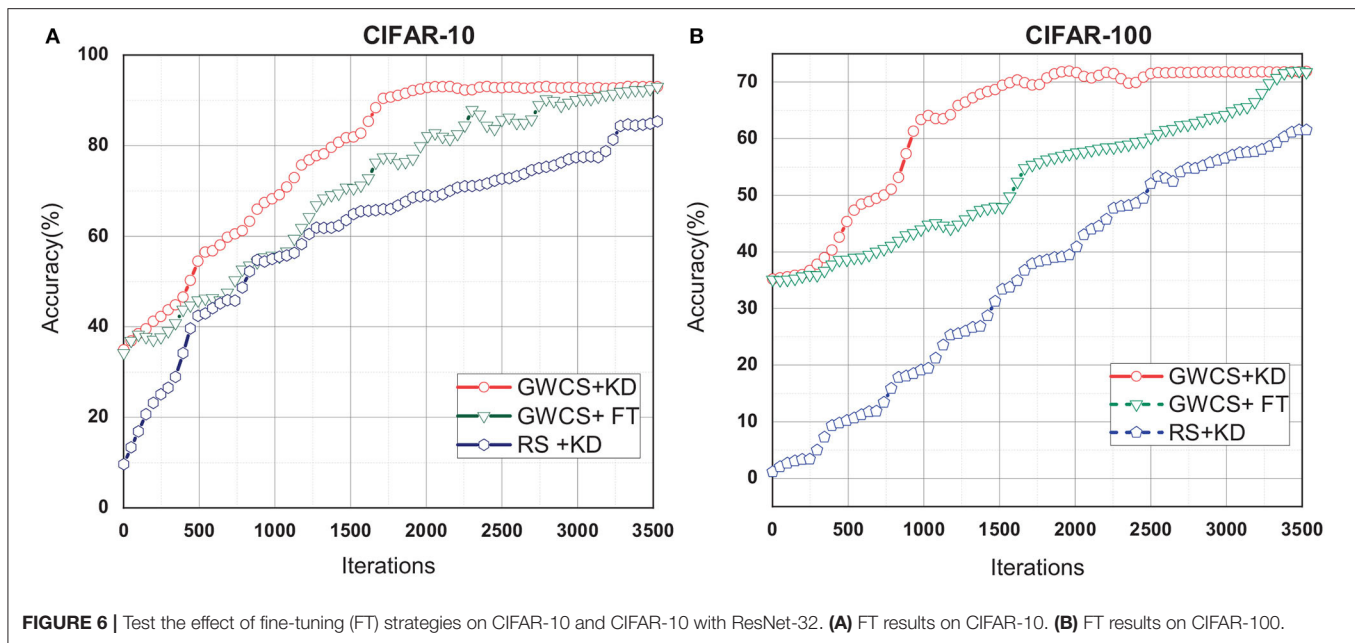 A
CIFAR-10
100
80
60
40
20
0
Accuracy(%)
GWCS+KD
GWCS+ FT
RS +KD
0 500 1000 1500 2000 2500 3000 3500
Iterations
B
CIFAR-100
70
60
50
40
30
20
10
0
Accuracy(%)
GWCS+KD
GWCS+ FT
RS+KD
0 500 1000 1500 2000 2500 3000 3500
Iterations
FIGURE 6 | Test the effect of fine-tuning (FT) strategies on CIFAR-10 and CIFAR-10 with ResNet-32. (A) FT results on CIFAR-10. (B) FT results on CIFAR-100.